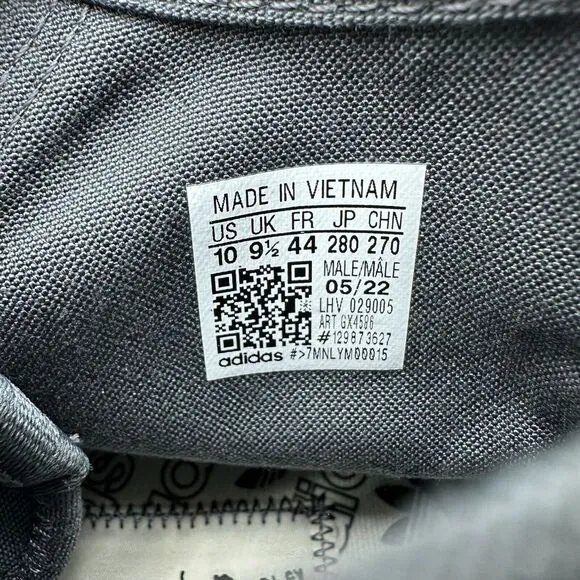 MADE IN VIETNAM
US UK FR JP CHN
10 9½ 44 280 270
MALE/MÂLE
05/22
LHV 029005
ART GX4586
#129873627
adidas #>7MNLYM00015